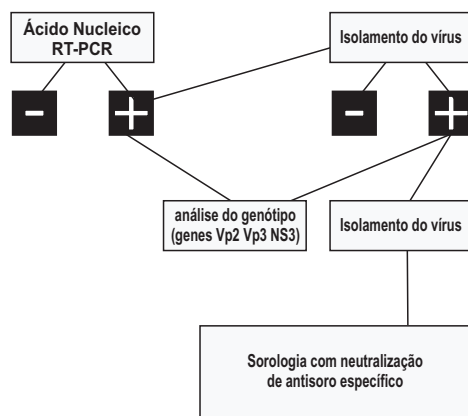 Ácido Nucleico
RT-PCR
Isolamento do vírus
-
+
-
+
análise do genótipo
(genes Vp2 Vp3 NS3)
Isolamento do vírus
Sorologia com neutralização
de antisoro específico